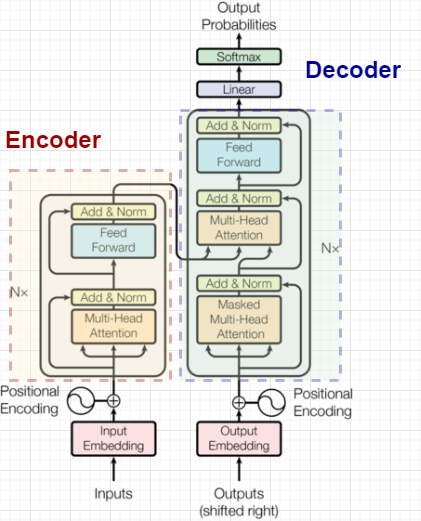 Output
Probabilities
Softmax
Linear
Decoder
Encoder
Add & Norm
Feed
Forward
Add & Norm
Multi-Head
Attention
Add & Norm
Masked
Multi-Head
Attention
N×
Add & Norm
Feed
Forward
Add & Norm
Multi-Head
Attention
N×
Positional
Encoding
Positional
Encoding
Input
Embedding
Output
Embedding
Inputs
Outputs
(shifted right)